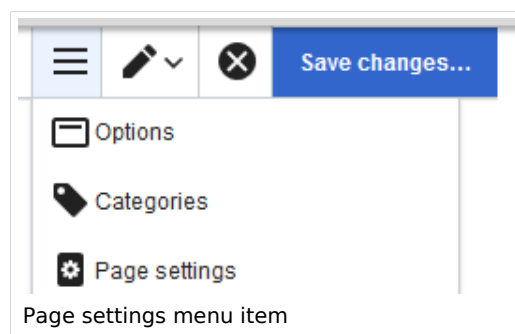 Save changes...
Options
Categories
Page settings
Page settings menu item